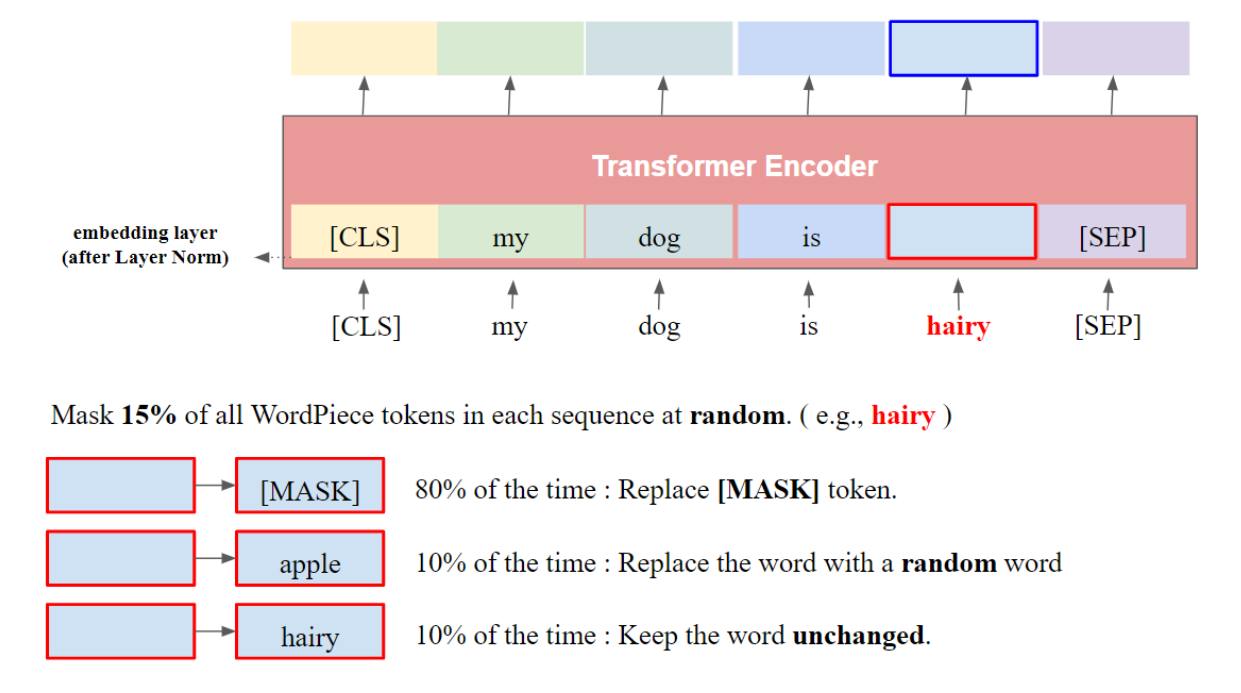 Transformer Encoder
embedding layer
(after Layer Norm)
[CLS] my dog is [SEP]
[CLS] my dog is hairy [SEP]
Mask 15% of all WordPiece tokens in each sequence at random. ( e.g., hairy )
[MASK] 80% of the time : Replace [MASK] token.
apple 10% of the time : Replace the word with a random word
hairy 10% of the time : Keep the word unchanged.